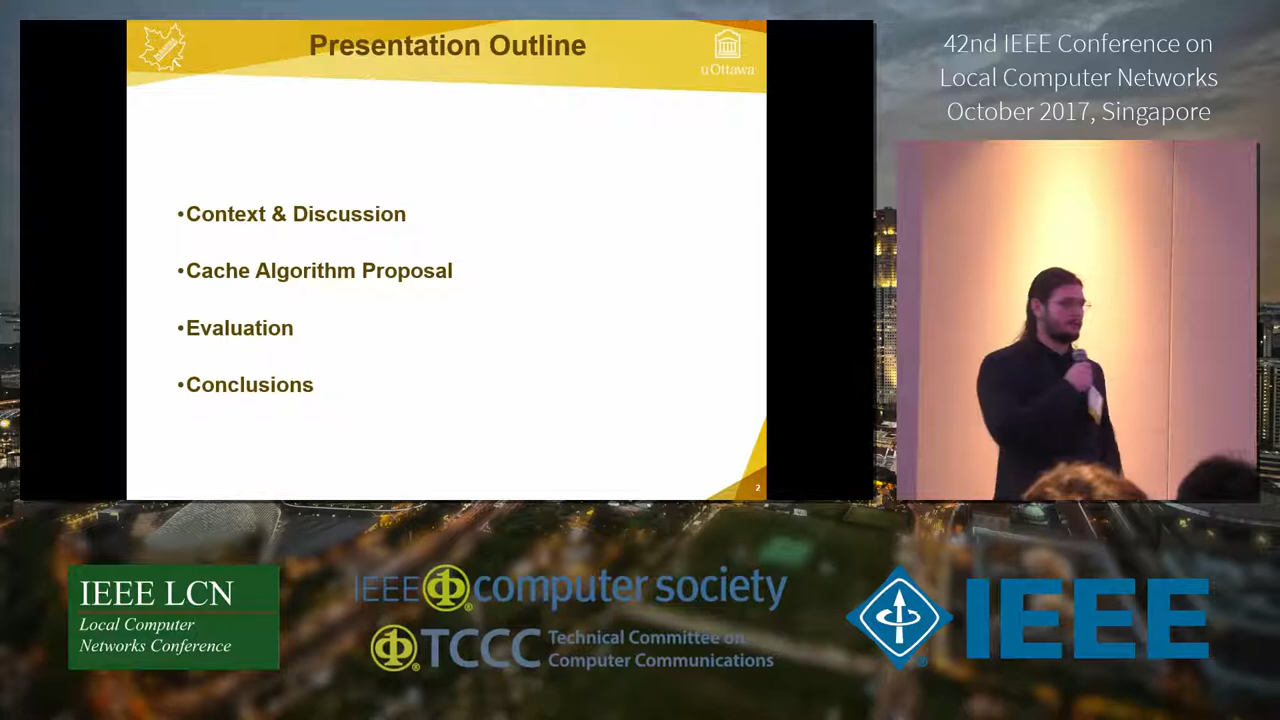 Presentation Outline
uOttawa
•Context & Discussion
•Cache Algorithm Proposal
•Evaluation
•Conclusions
2
42nd IEEE Conference on
Local Computer Networks
October 2017, Singapore
IEEE LCN
Local Computer
Networks Conference
IEEE computer society
TCCC Technical Committee on
Computer Communications
IEEE